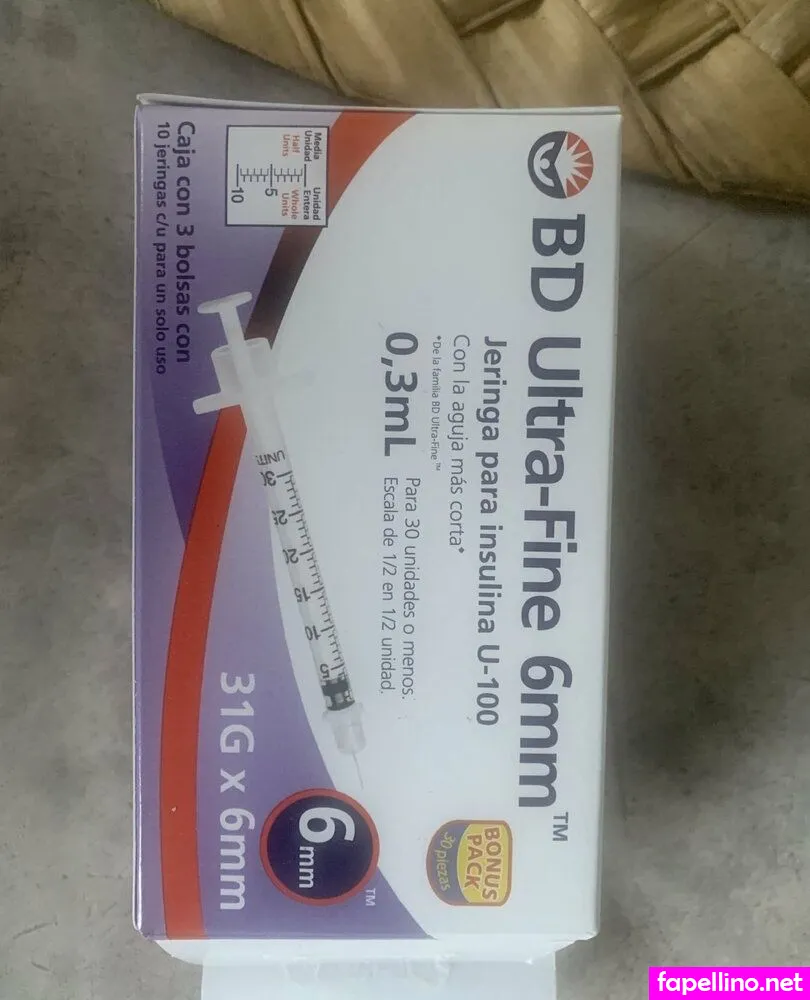 BD Ultra-Fine 6mm™
Jeringa para insulina U-100
Con la aguja más corta*
*De la familia BD Ultra-Fine™
0,3mL
Para 30 unidades o menos.
Escala de 1/2 en 1/2 unidad.
BONUS
PACK
30 piezas
Media
Unidad
Half
Units
Unidad
Entera
Whole
Units
5
10
UNITS
30
25
20
15
10
5
6mm™
31G x 6mm
Caja con 3 bolsas con
10 jeringas c/u para un solo uso
fapellino.net